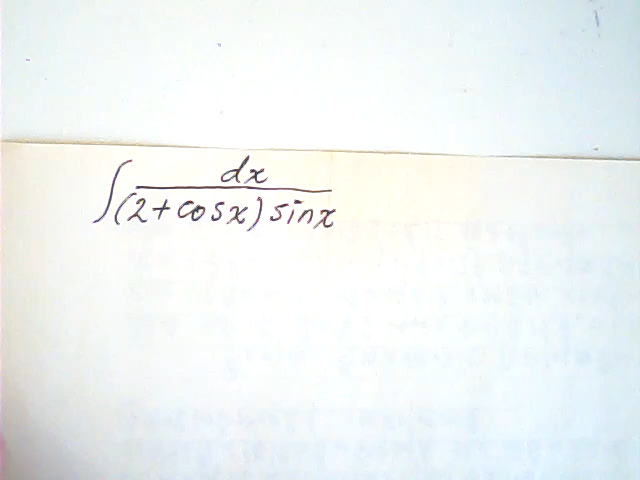 ∫ dx / (2+cosx) sinx